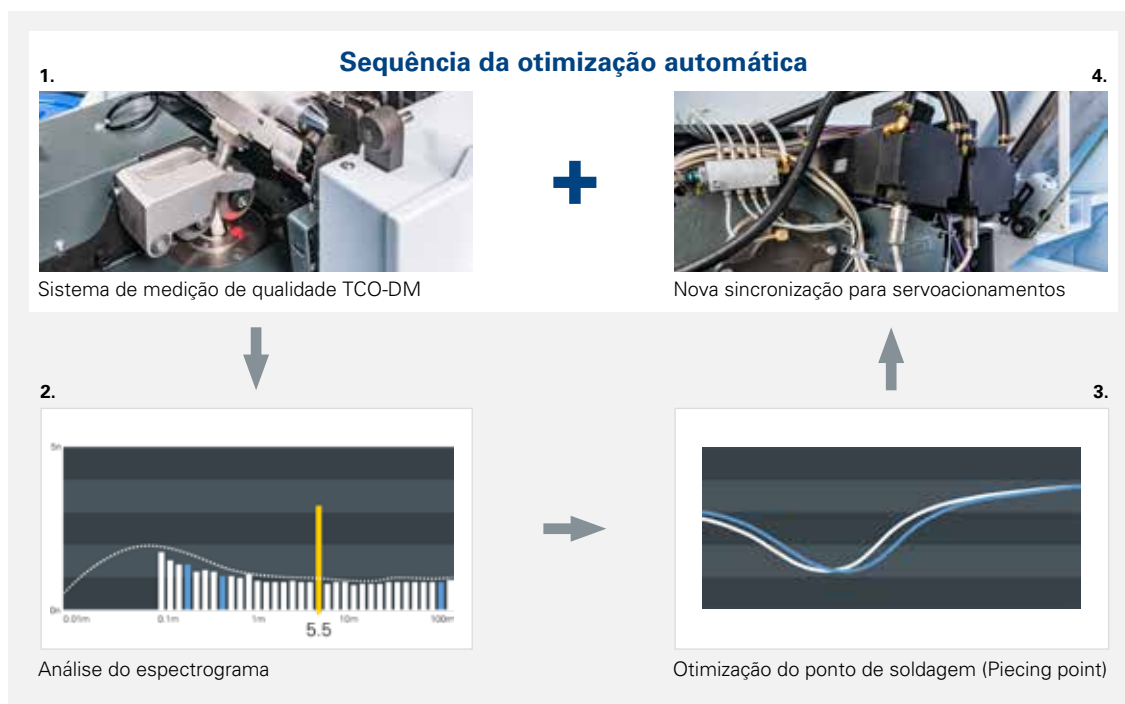 Sequência da otimização automática
1.
Sistema de medição de qualidade TCO-DM
4.
Nova sincronização para servoacionamentos
2.
5n
0n
0.01m 0.1m 1m 10m 100m
5.5
Análise do espectrograma
3.
Otimização do ponto de soldagem (Piecing point)